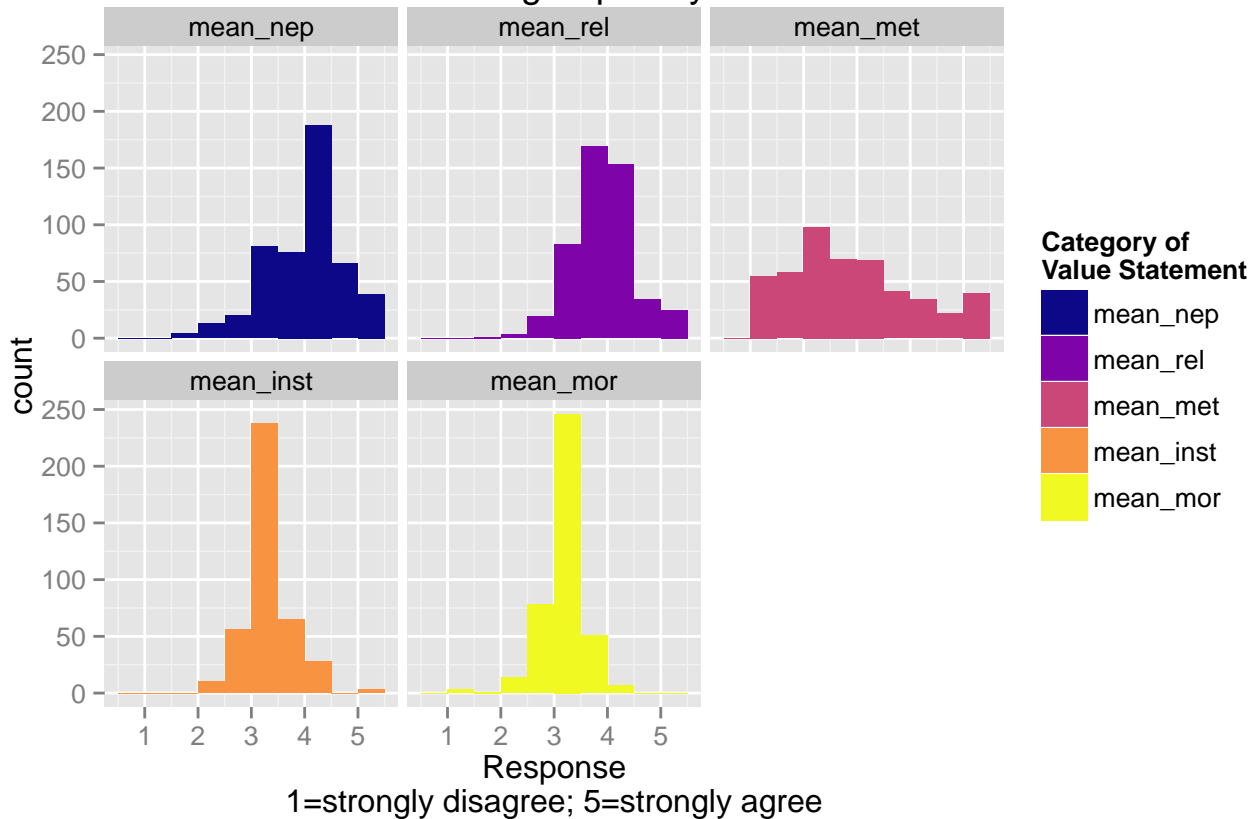 mean_nep mean_rel mean_met
250
200
150
100
50
0
count
mean_inst mean_mor
250
200
150
100
50
0
1 2 3 4 5 1 2 3 4 5
Response
1=strongly disagree; 5=strongly agree
Category of
Value Statement
mean_nep
mean_rel
mean_met
mean_inst
mean_mor